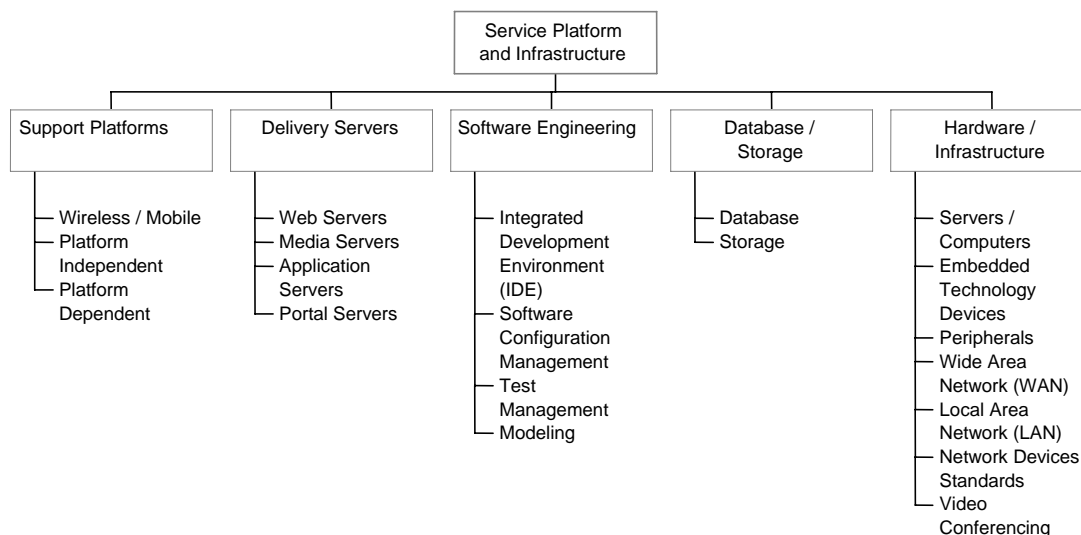 Service Platform
and Infrastructure
Support Platforms
Wireless / Mobile
Platform
Independent
Platform
Dependent
Delivery Servers
Web Servers
Media Servers
Application
Servers
Portal Servers
Software Engineering
Integrated
Development
Environment
(IDE)
Software
Configuration
Management
Test
Management
Modeling
Database /
Storage
Database
Storage
Hardware /
Infrastructure
Servers /
Computers
Embedded
Technology
Devices
Peripherals
Wide Area
Network (WAN)
Local Area
Network (LAN)
Network Devices
Standards
Video
Conferencing